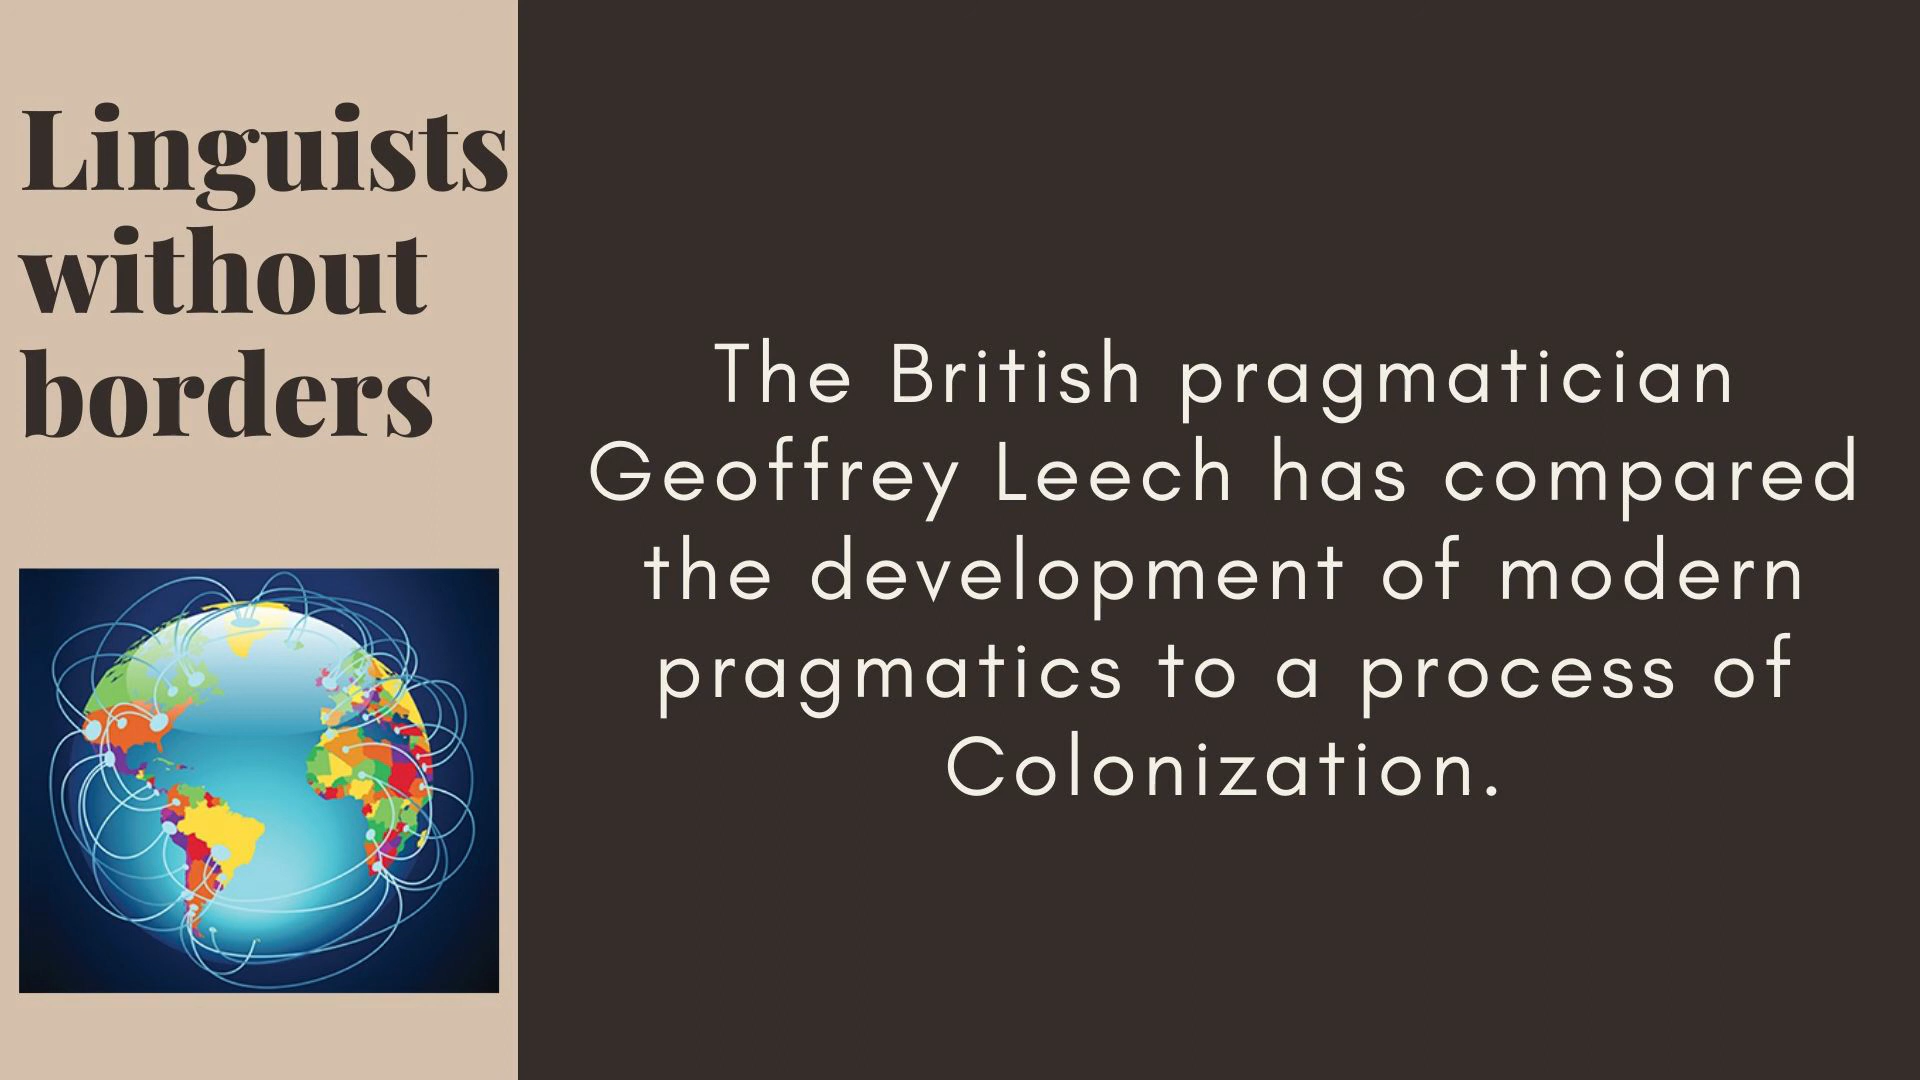 Linguists
without
borders
The British pragmatician
Geoffrey Leech has compared
the development of modern
pragmatics to a process of
Colonization.